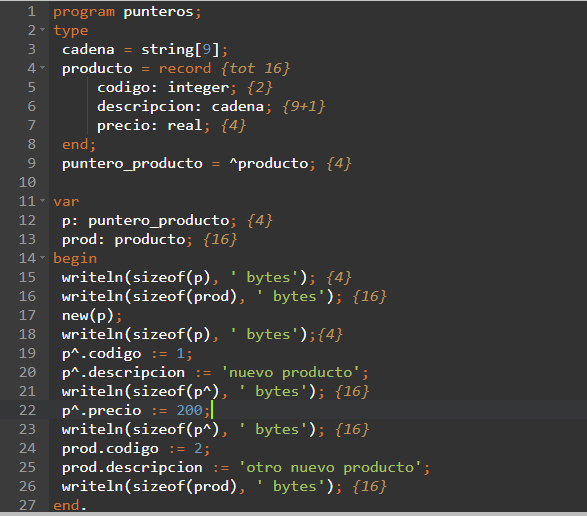 1 program punteros;
2 type
3 cadena = string[9];
4 producto = record {tot 16}
5 codigo: integer; {2}
6 descripcion: cadena; {9+1}
7 precio: real; {4}
8 end;
9 puntero_producto = ^producto; {4}
10
11 var
12 p: puntero_producto; {4}
13 prod: producto; {16}
14 begin
15 writeln(sizeof(p), ' bytes'); {4}
16 writeln(sizeof(prod), ' bytes'); {16}
17 new(p);
18 writeln(sizeof(p), ' bytes');{4}
19 p^.codigo := 1;
20 p^.descripcion := 'nuevo producto';
21 writeln(sizeof(p^), ' bytes'); {16}
22 p^.precio := 200;
23 writeln(sizeof(p^), ' bytes'); {16}
24 prod.codigo := 2;
25 prod.descripcion := 'otro nuevo producto';
26 writeln(sizeof(prod), ' bytes'); {16}
27 end.